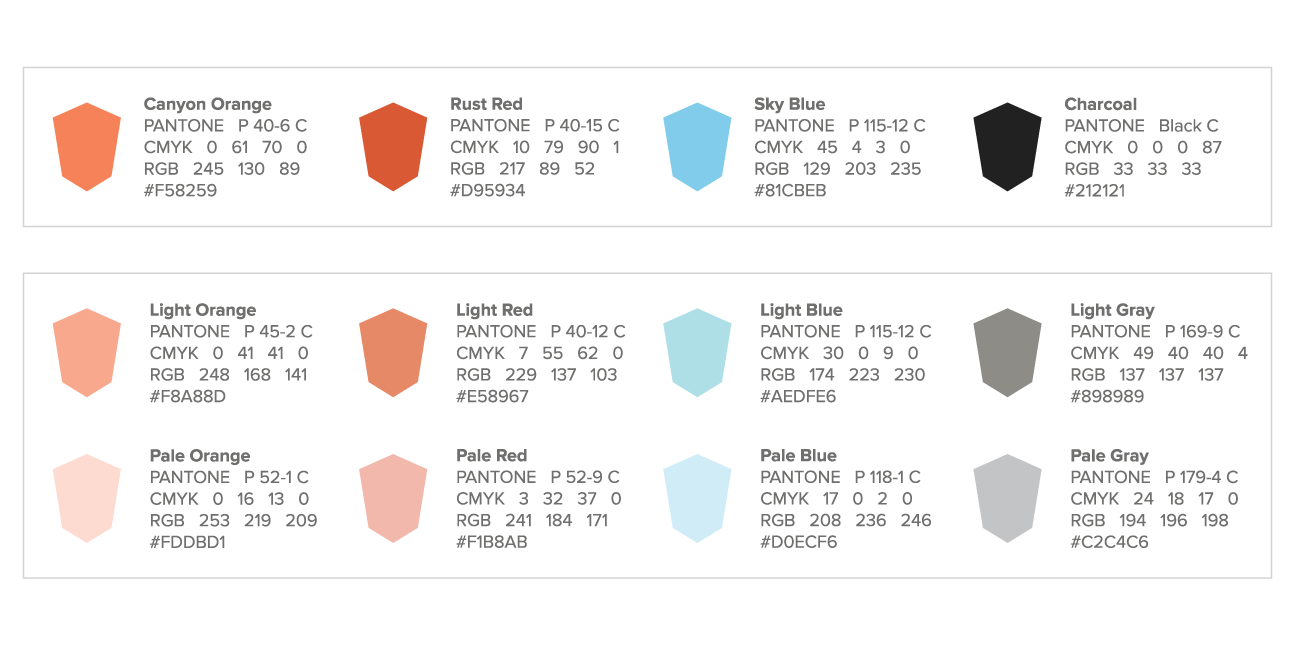 Canyon Orange
PANTONE P 40-6 C
CMYK 0 61 70 0
RGB 245 130 89
#F58259
Rust Red
PANTONE P 40-15 C
CMYK 10 79 90 1
RGB 217 89 52
#D95934
Sky Blue
PANTONE P 115-12 C
CMYK 45 4 3 0
RGB 129 203 235
#81CBEB
Charcoal
PANTONE Black C
CMYK 0 0 0 87
RGB 33 33 33
#212121
Light Orange
PANTONE P 45-2 C
CMYK 0 41 41 0
RGB 248 168 141
#F8A88D
Light Red
PANTONE P 40-12 C
CMYK 7 55 62 0
RGB 229 137 103
#E58967
Light Blue
PANTONE P 115-12 C
CMYK 30 0 9 0
RGB 174 223 230
#AEDFE6
Light Gray
PANTONE P 169-9 C
CMYK 49 40 40 4
RGB 137 137 137
#898989
Pale Orange
PANTONE P 52-1 C
CMYK 0 16 13 0
RGB 253 219 209
#FDDBD1
Pale Red
PANTONE P 52-9 C
CMYK 3 32 37 0
RGB 241 184 171
#F1B8AB
Pale Blue
PANTONE P 118-1 C
CMYK 17 0 2 0
RGB 208 236 246
#D0ECF6
Pale Gray
PANTONE P 179-4 C
CMYK 24 18 17 0
RGB 194 196 198
#C2C4C6